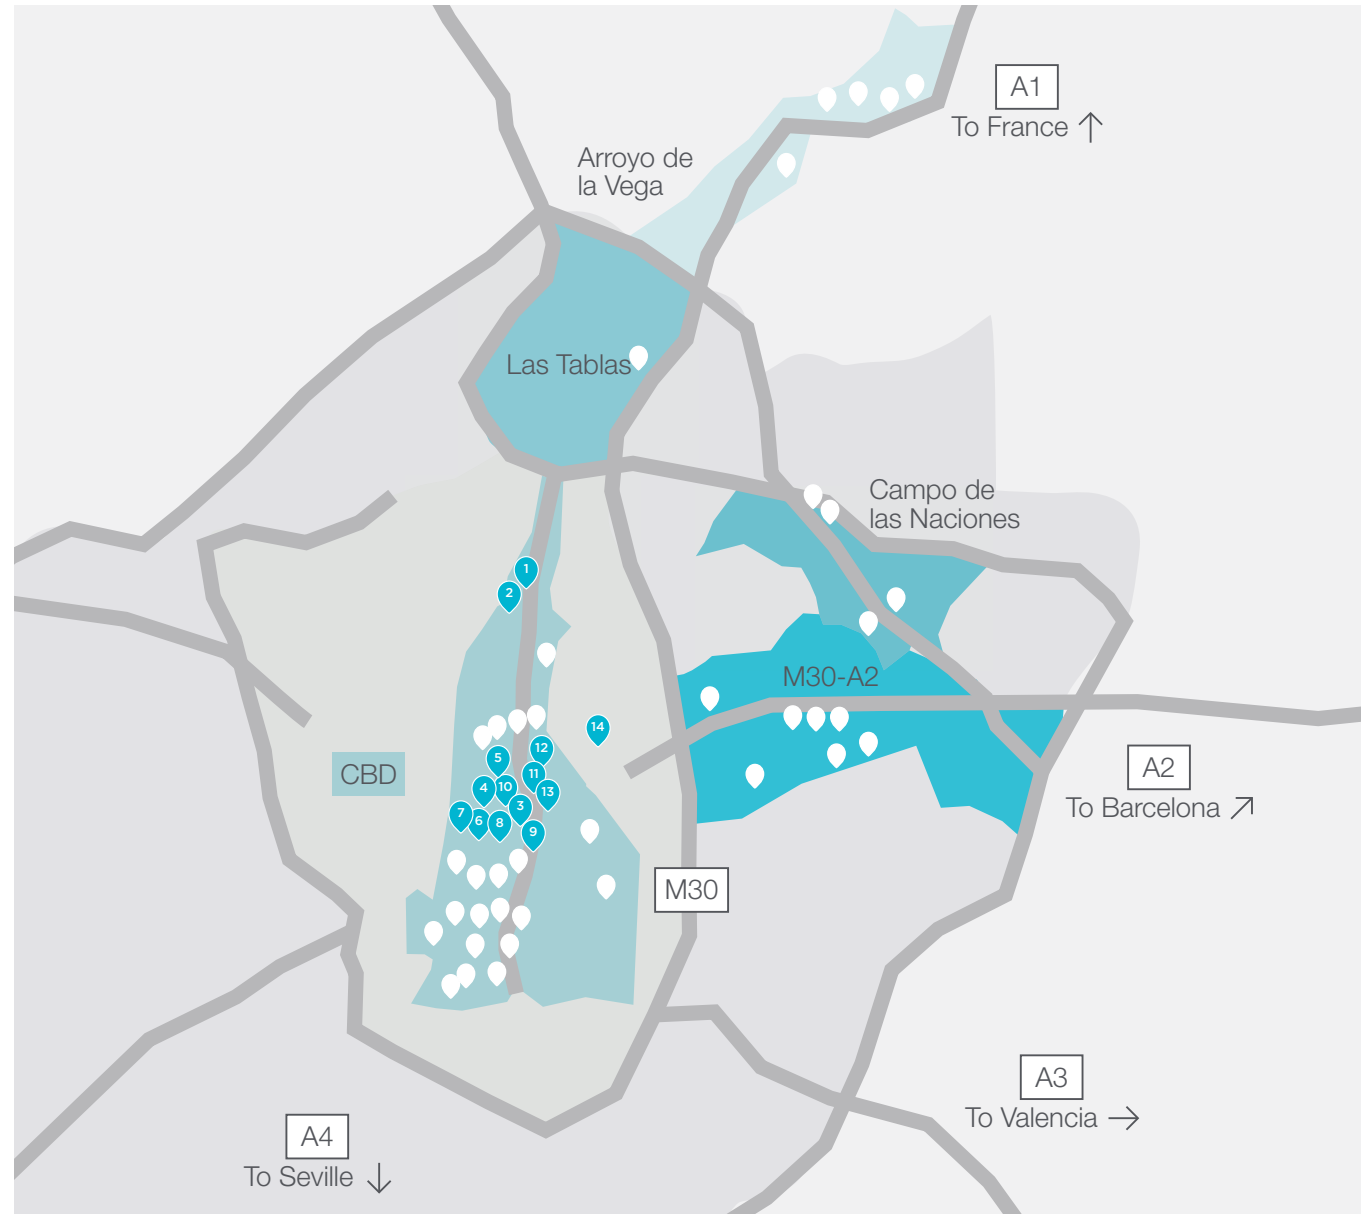 A1
To France
Arroyo de
la Vega
Las Tablas
Campo de
las Naciones
1
2
M30-A2
14
12
5
CBD
11
A2
4
10
13
To Barcelona
3
7
6
8
9
M30
A3
To Valencia
A4
To Seville